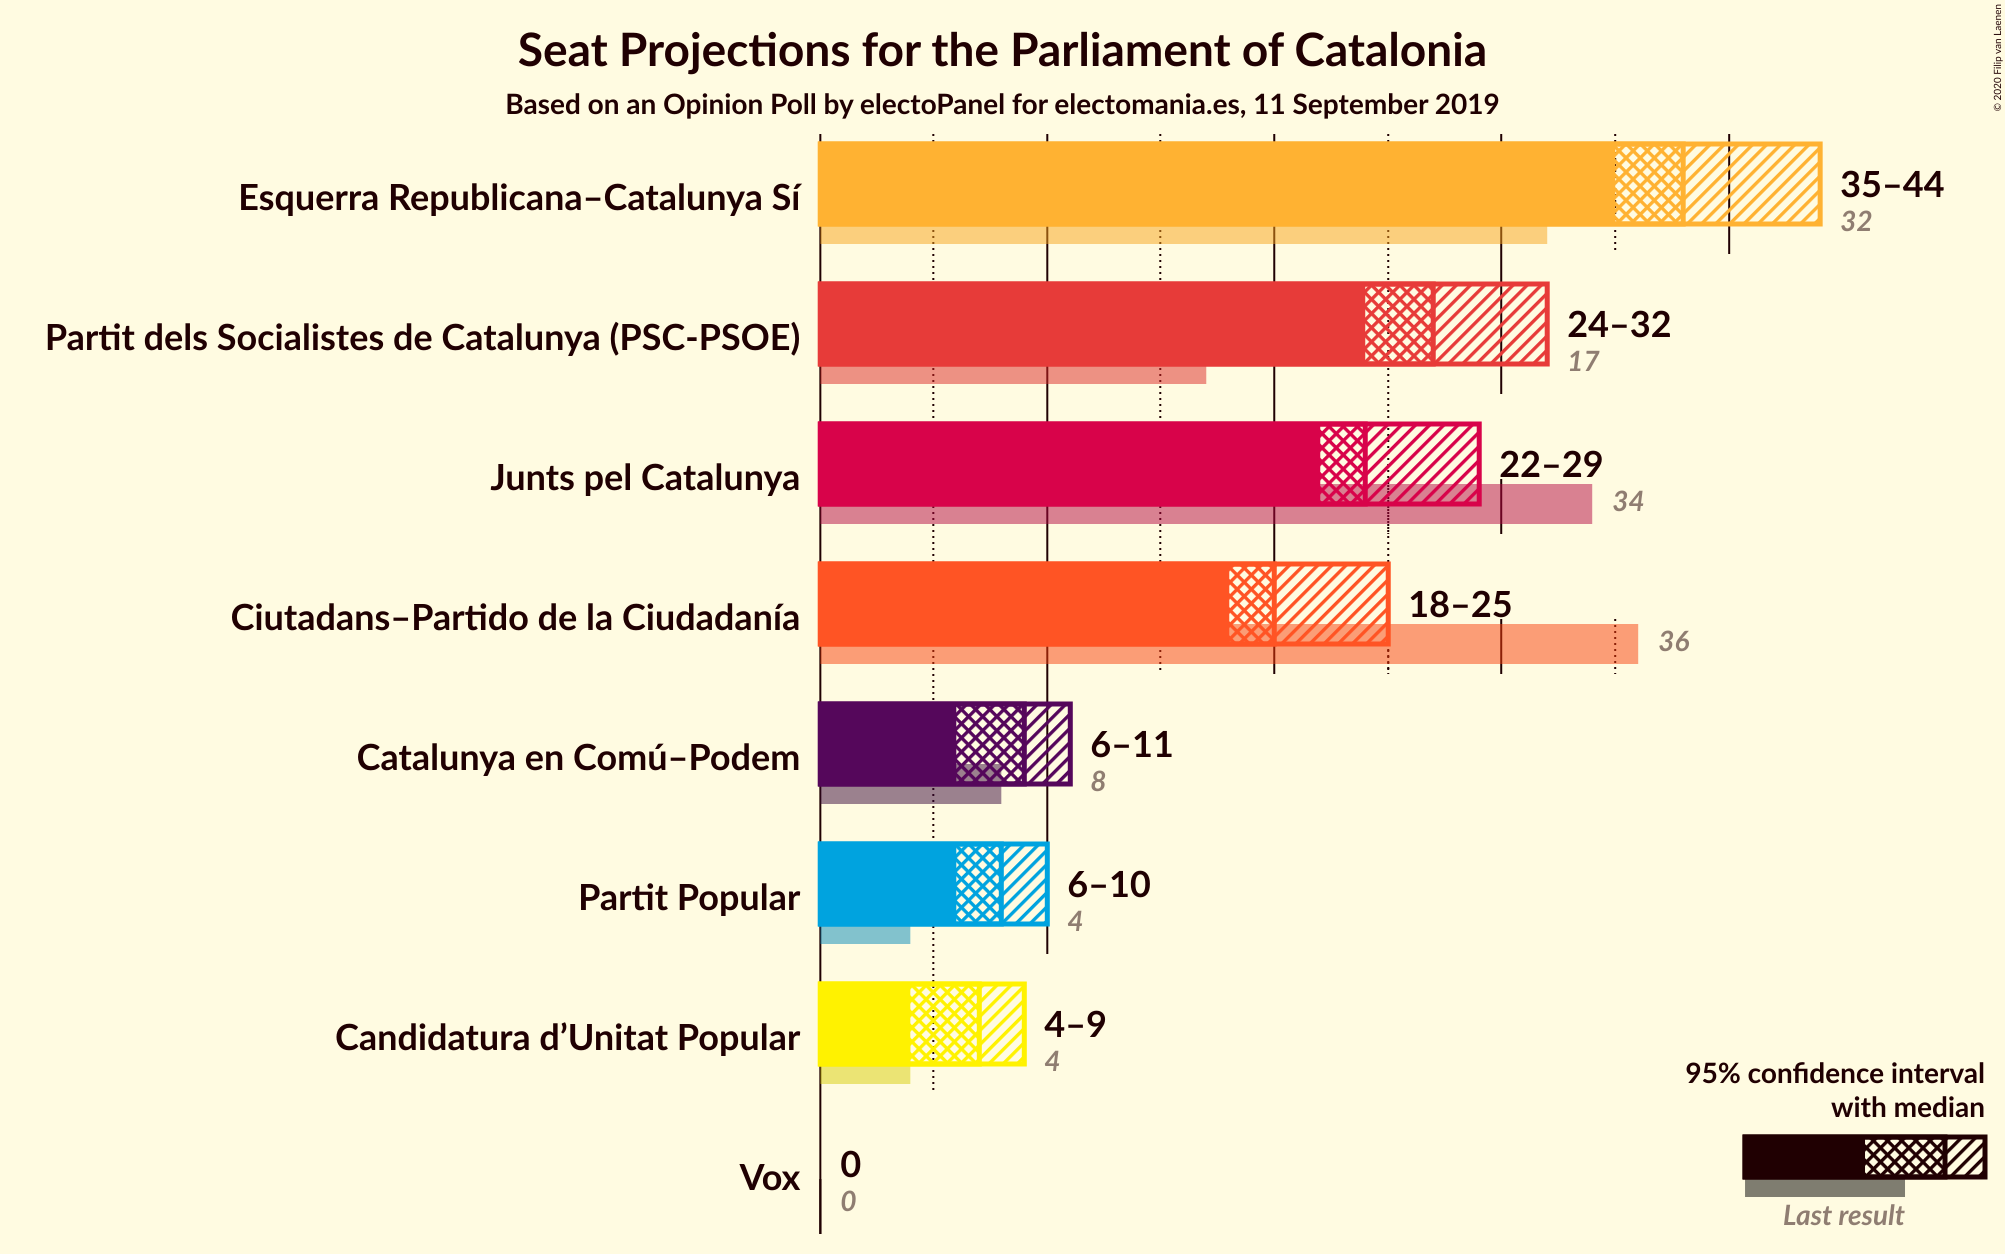 Seat Projections for the Parliament of Catalonia
Based on an Opinion Poll by electoPanel for electomania.es, 11 September 2019
© 2020 Filip van Laenen
Esquerra Republicana–Catalunya Sí
35–44
32
Partit dels Socialistes de Catalunya (PSC-PSOE)
24–32
17
Junts pel Catalunya
22–29
34
Ciutadans–Partido de la Ciudadanía
18–25
36
Catalunya en Comú–Podem
6–11
8
Partit Popular
6–10
4
Candidatura d’Unitat Popular
4–9
4
Vox
0
0
95% confidence interval
with median
Last result